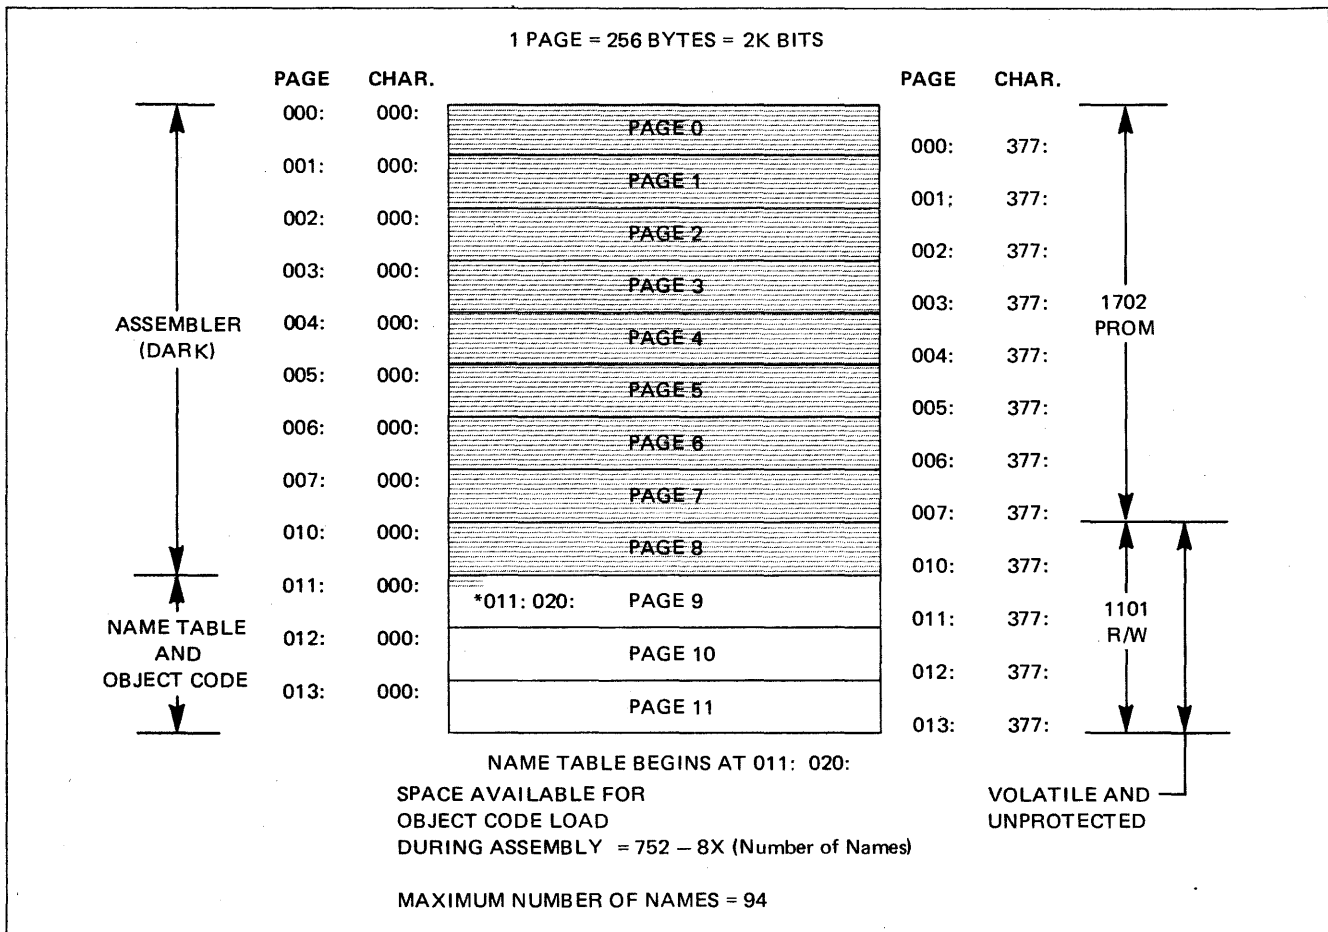 1 PAGE = 256 BYTES = 2K BITS
PAGE CHAR. PAGE CHAR.
000: 000:
PAGE 0
000: 377:
001: 000:
PAGE 1
001; 377:
002: 000:
PAGE 2
002: 377:
003: 000:
PAGE 3
003: 377:
1702
PROM
ASSEMBLER
(DARK)
004: 000:
PAGE 4
004: 377:
005: 000:
PAGE 5
005: 377:
006: 000:
PAGE 6
006: 377:
007: 000:
PAGE 7
007: 377:
010: 000:
PAGE 8
010: 377:
011: 000:
*011: 020: PAGE 9
011: 377:
1101
R/W
NAME TABLE
AND
OBJECT CODE
012: 000:
PAGE 10
012: 377:
013: 000:
PAGE 11
013: 377:
NAME TABLE BEGINS AT 011: 020:
SPACE AVAILABLE FOR
OBJECT CODE LOAD
DURING ASSEMBLY = 752 – 8X (Number of Names)
VOLATILE AND
UNPROTECTED
MAXIMUM NUMBER OF NAMES = 94